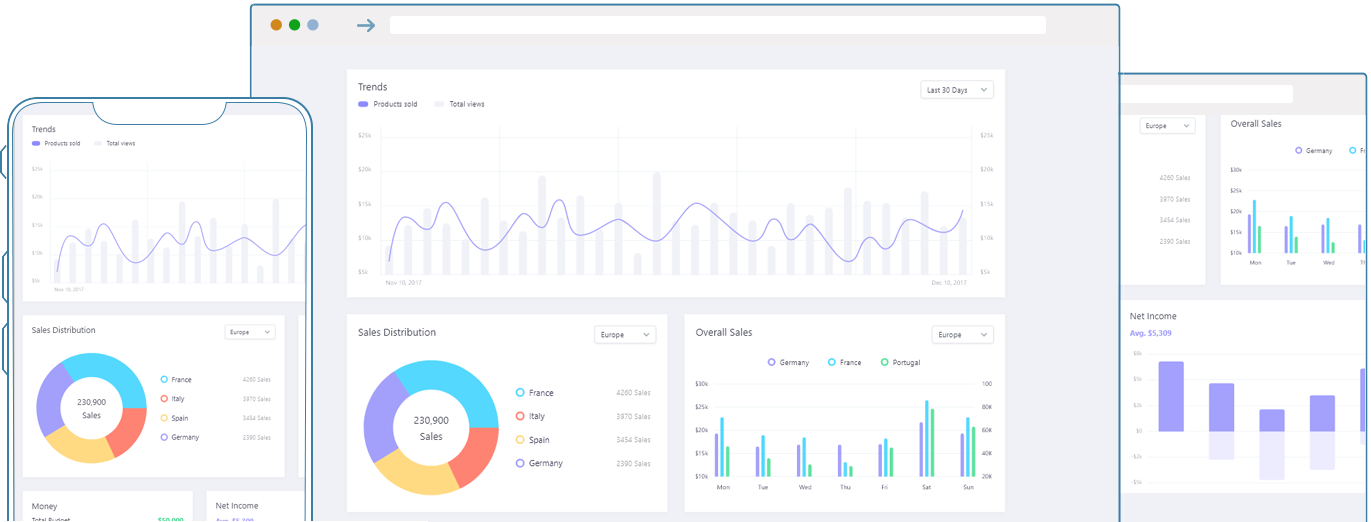 Trends
Products sold Total views
Last 30 Days
$25k $25k
$20k $20k
$15k $15k
$10k $10k
$5k $5k
Nov 10, 2017 Dec 10, 2017
Sales Distribution
Europe
230,900
Sales
France 4260 Sales
Italy 3970 Sales
Spain 3454 Sales
Germany 2390 Sales
Overall Sales
Europe
Germany France Portugal
$30k 100
$25k 80K
$20k 60K
$15k 40K
$10k 20K
Mon Tue Wed Thu Fri Sat Sun
Trends
Products sold Total views
$25k
$20k
$15k
$10k
$5k
Nov 10, 2017
Sales Distribution
Europe
230,900
Sales
France 4260 Sales
Italy 3970 Sales
Spain 3454 Sales
Germany 2390 Sales
Money
Total Budget $50,000
Net Income
Avg. $5,309
Europe
4260 Sales
3970 Sales
3454 Sales
2390 Sales
Overall Sales
Germany Fr
$30k
$25k
$20k
$15k
$10k
Mon Tue Wed Th
Net Income
Avg. $5,309
$0